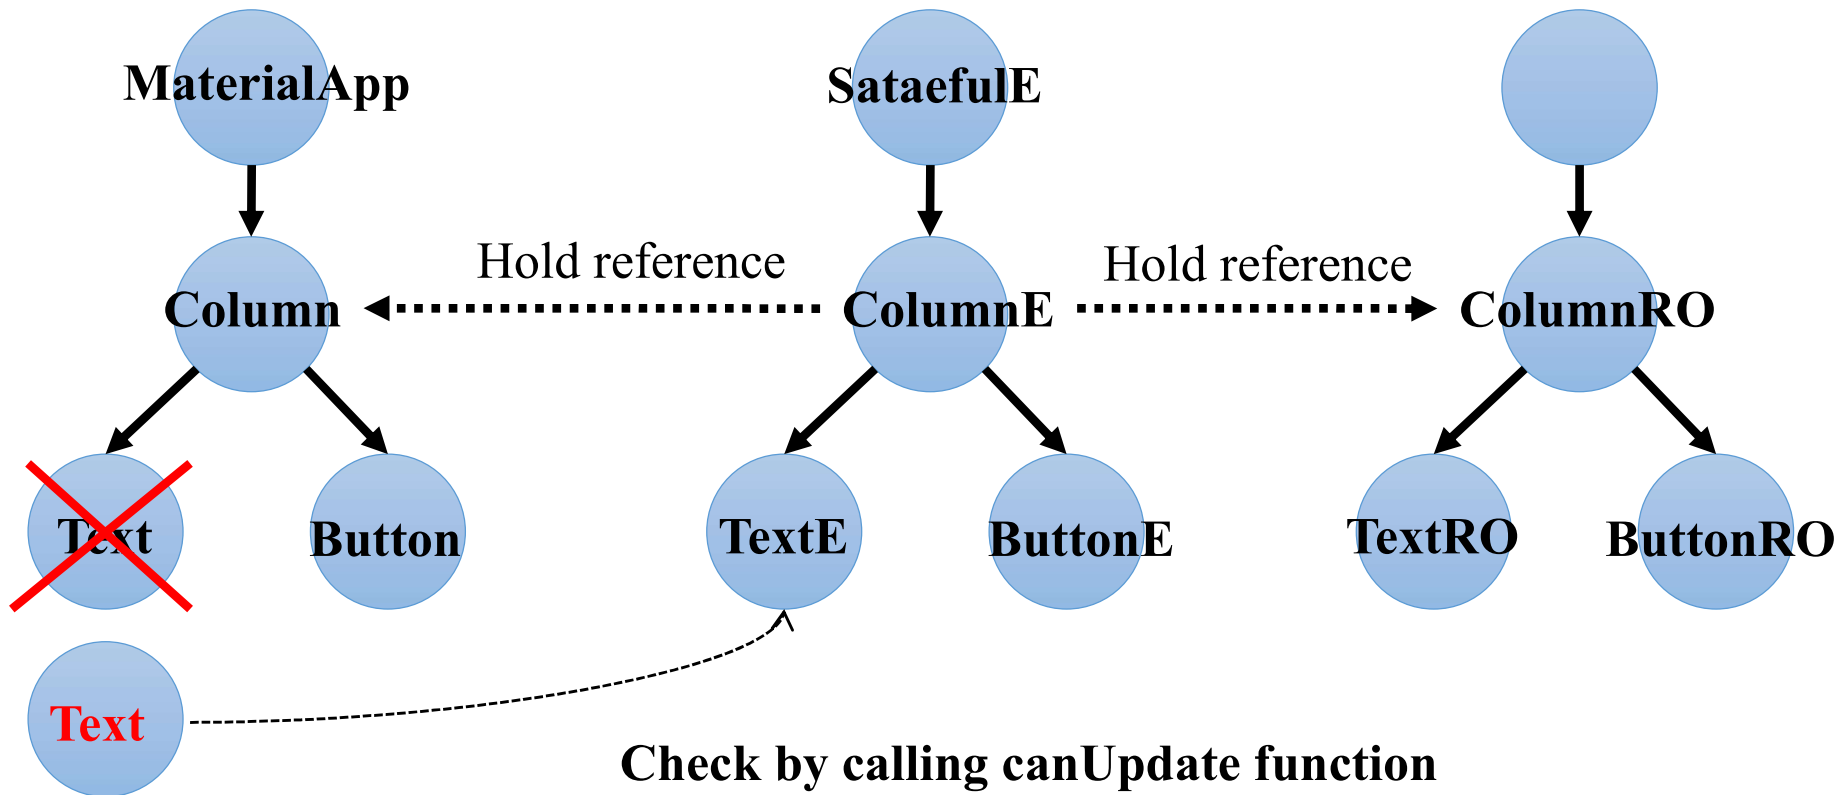 MaterialApp
SataefulE
Hold reference
Hold reference
Column
ColumnE
ColumnRO
Text
Button
TextE
ButtonE
TextRO
ButtonRO
Text
Check by calling canUpdate function